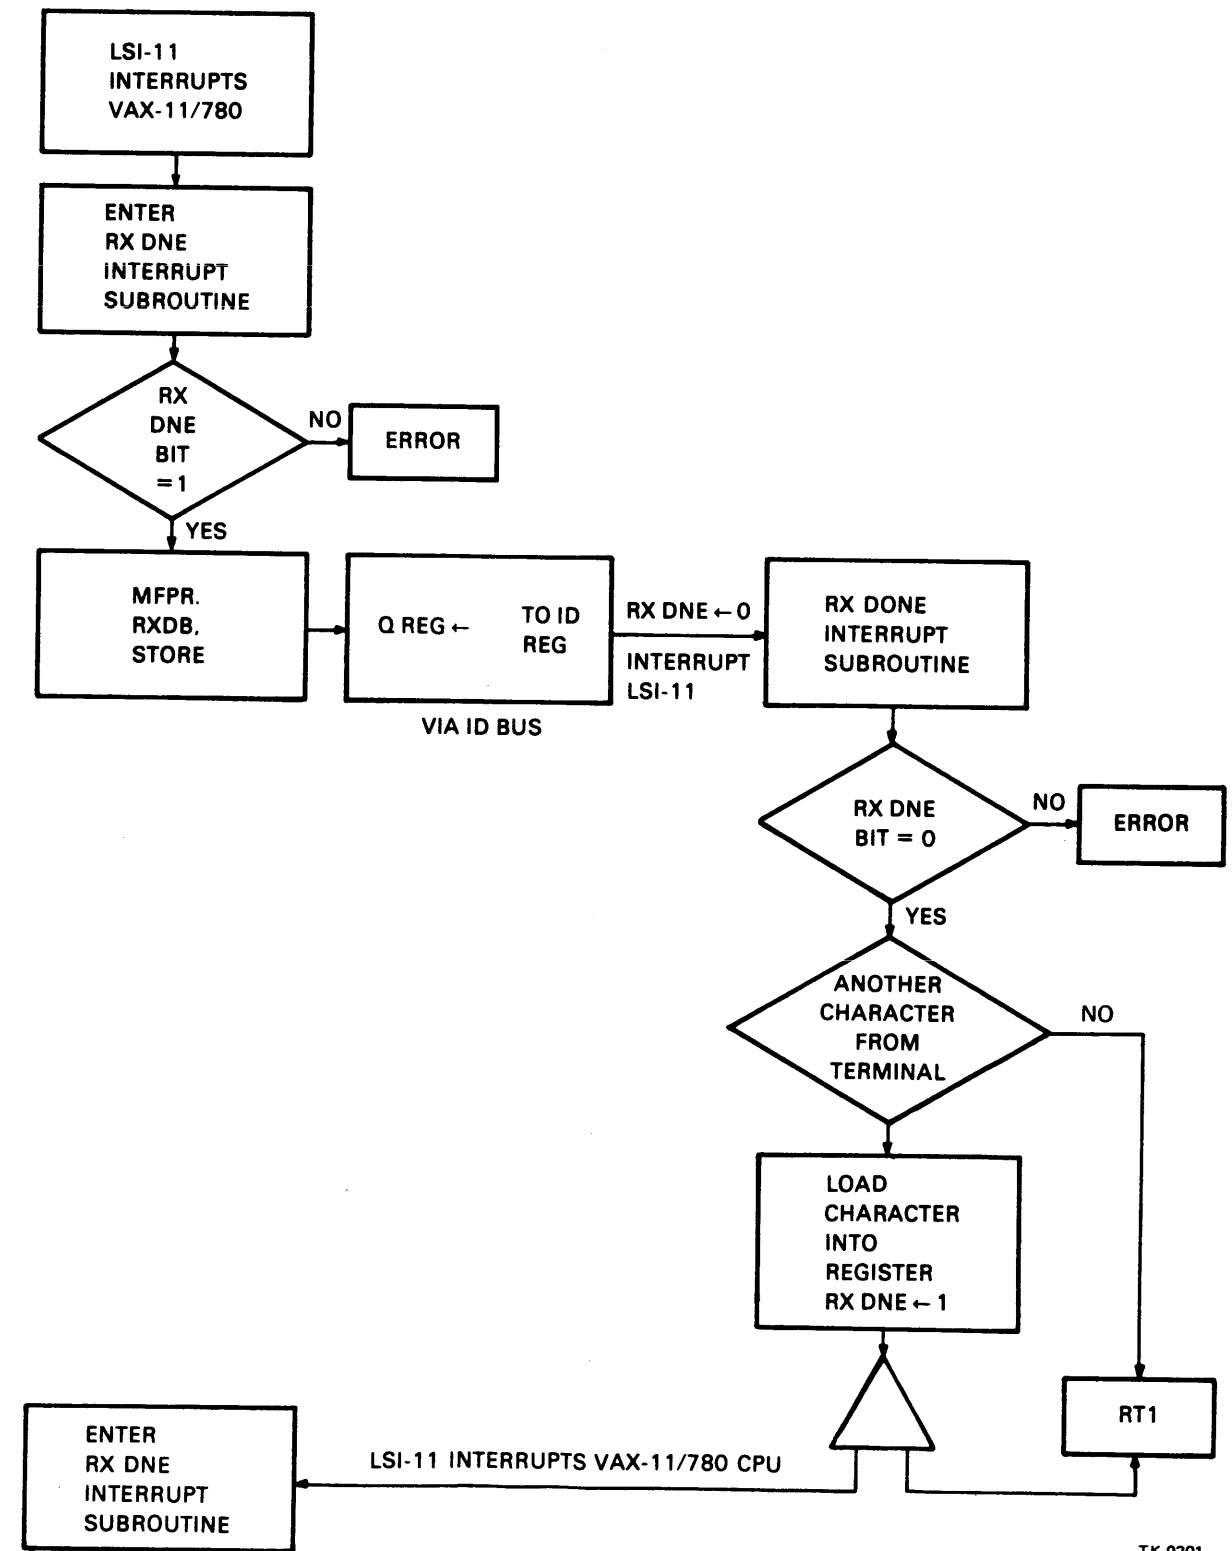 LSI-11
INTERRUPTS
VAX-11/780
ENTER
RX DNE
INTERRUPT
SUBROUTINE
RX
DNE
BIT
=1
NO
ERROR
YES
MFPR.
RXDB,
STORE
Q REG ←
TO ID
REG
VIA ID BUS
RX DNE ← 0
INTERRUPT
LSI-11
RX DONE
INTERRUPT
SUBROUTINE
RX DNE
BIT = 0
NO
ERROR
YES
ANOTHER
CHARACTER
FROM
TERMINAL
NO
LOAD
CHARACTER
INTO
REGISTER
RX DNE ← 1
RT1
LSI-11 INTERRUPTS VAX-11/780 CPU
ENTER
RX DNE
INTERRUPT
SUBROUTINE